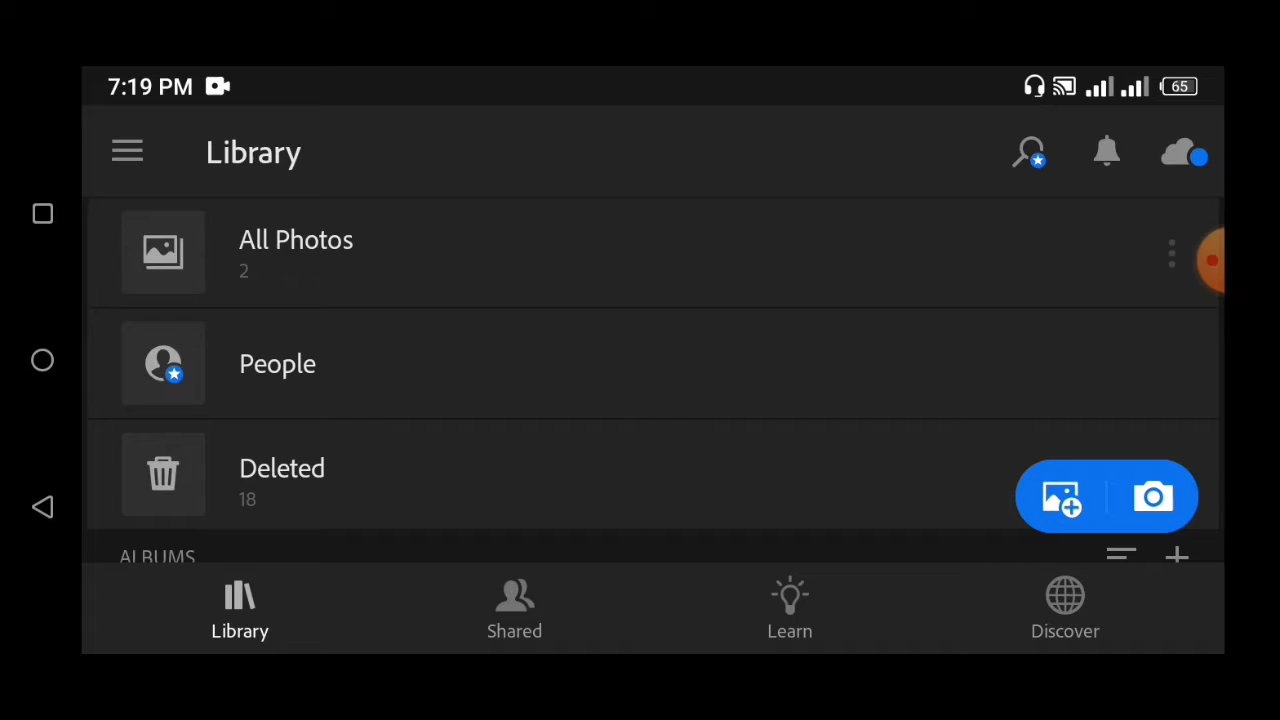 7:19 PM
65
Library
All Photos
2
People
Deleted
18
ALBUMS
Library
Shared
Learn
Discover